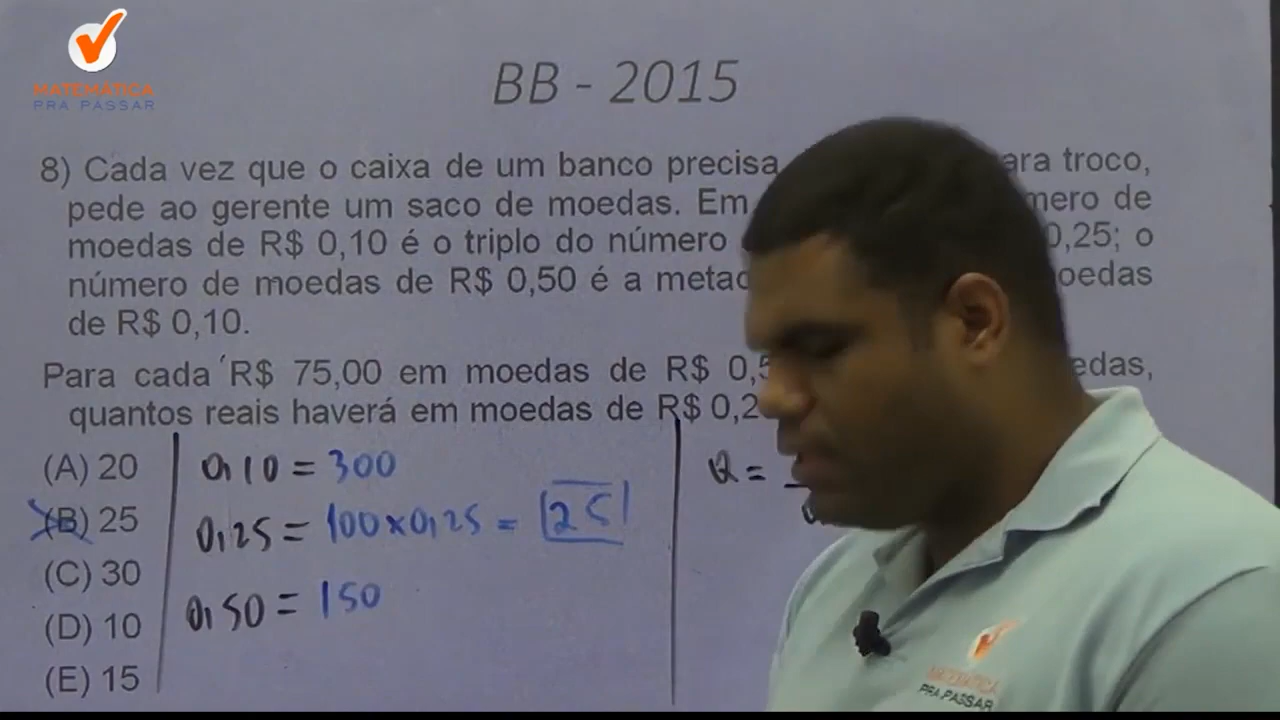 MATEMÁTICA
PRA PASSAR
BB - 2015
8) Cada vez que o caixa de um banco precisa ara troco,
pede ao gerente um saco de moedas. Em mero de
moedas de R$ 0,10 é o triplo do número 0,25; o
número de moedas de R$ 0,50 é a metad oedas
de R$ 0,10.
Para cada R$ 75,00 em moedas de R$ 0,5 edas,
quantos reais haverá em moedas de R$ 0,2
(A) 20
(B) 25
(C) 30
(D) 10
(E) 15
0,10 = 300
0,25 = 100x0,25 = 25
0,50 = 150
Q =
MATEMÁTICA
PRA PASSAR